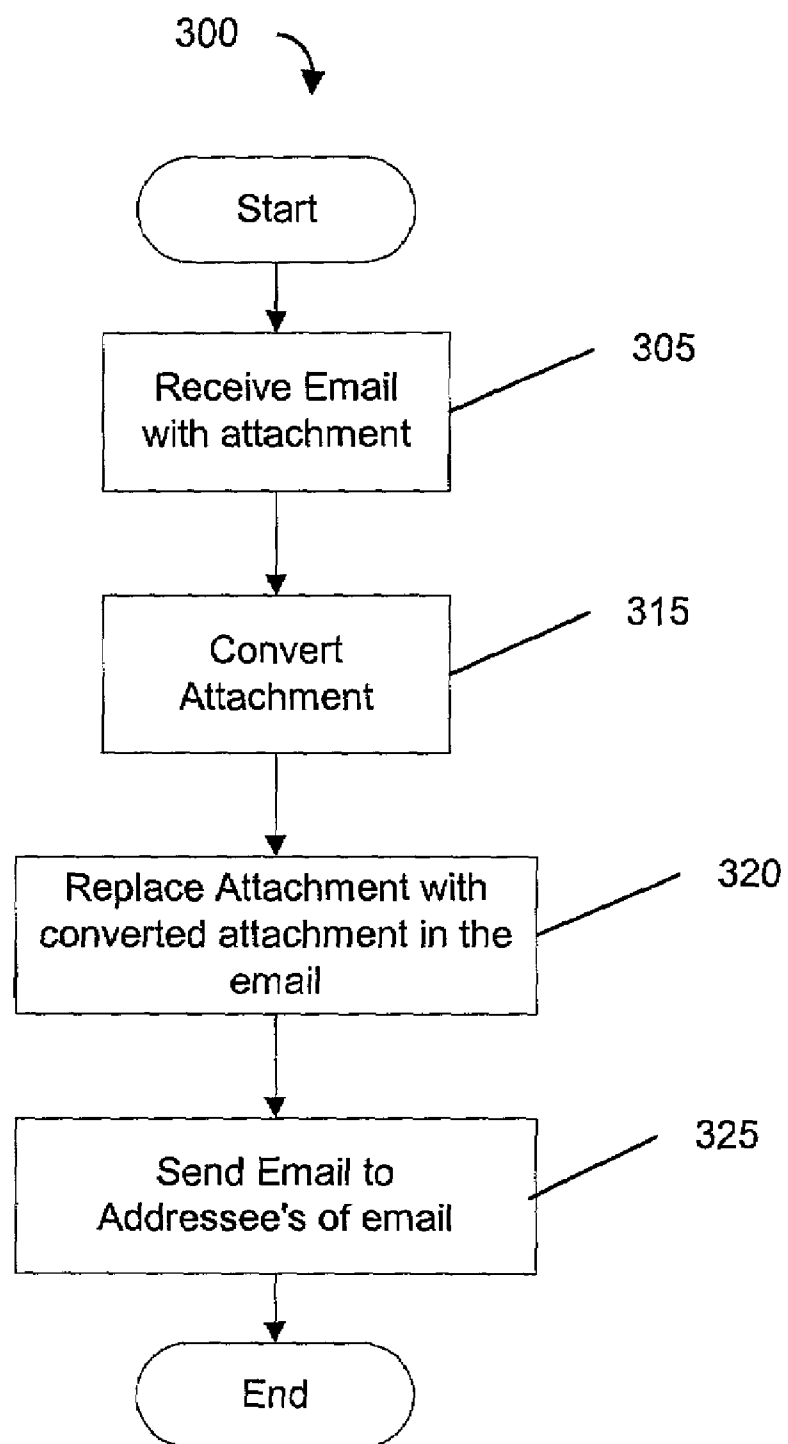 300
Start
305
Receive Email
with attachment
315
Convert
Attachment
320
Replace Attachment with
converted attachment in the
email
325
Send Email to
Addressee's of email
End